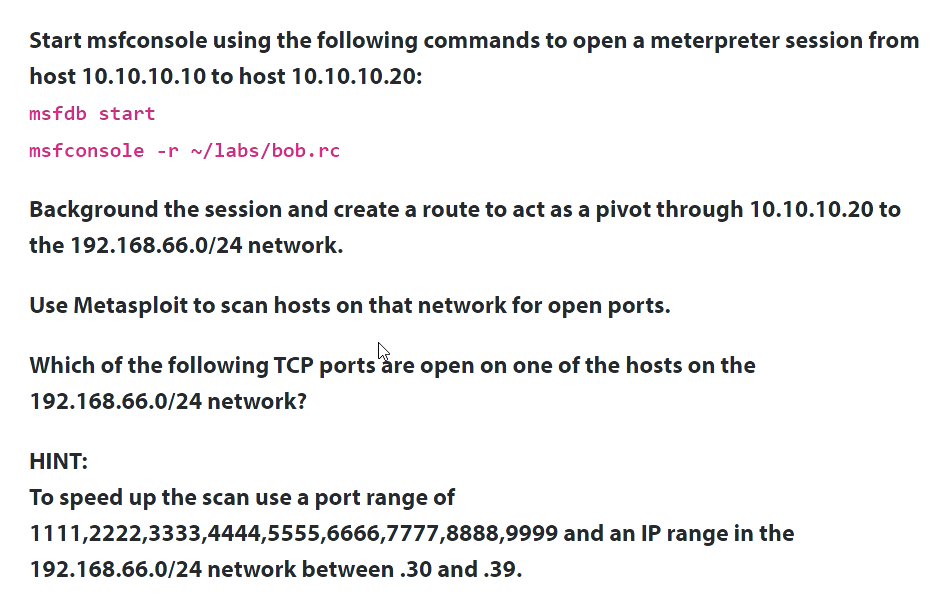 Start msfconsole using the following commands to open a meterpreter session from
host 10.10.10.10 to host 10.10.10.20:
msfdb start
msfconsole -r ~/labs/bob.rc
Background the session and create a route to act as a pivot through 10.10.10.20 to
the 192.168.66.0/24 network.
Use Metasploit to scan hosts on that network for open ports.
Which of the following TCP ports are open on one of the hosts on the
192.168.66.0/24 network?
HINT:
To speed up the scan use a port range of
1111,2222,3333,4444,5555,6666,7777,8888,9999 and an IP range in the
192.168.66.0/24 network between .30 and .39.